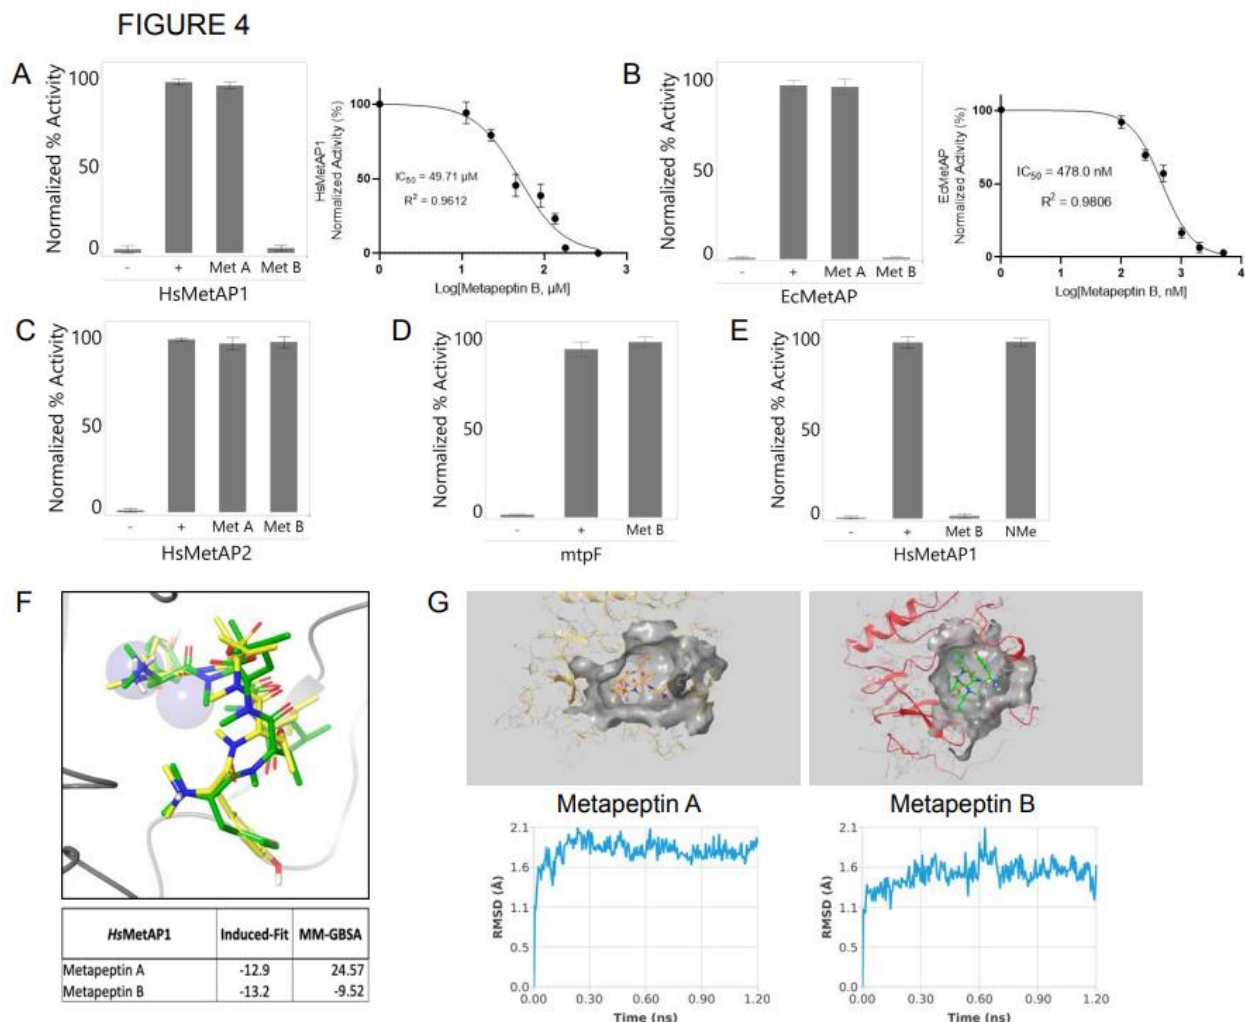 FIGURE 4
A
Normalized % Activity
100
50
0
- + Met A Met B
HsMetAP1
HsMetAP1
Normalized Activity (%)
100
50
0
IC50 = 49.71 µM
R² = 0.9612
0 1 2 3
Log[Metapeptin B, µM]
B
Normalized % Activity
100
50
0
- + Met A Met B
EcMetAP
EcMetAP
Normalized Activity (%)
100
50
0
IC50 = 478.0 nM
R² = 0.9806
0 1 2 3 4
Log[Metapeptin B, nM]
C
Normalized % Activity
100
50
0
- + Met A Met B
HsMetAP2
D
Normalized % Activity
100
50
0
- + Met B
mtpF
E
Normalized % Activity
100
50
0
- + Met B NMe
HsMetAP1
F
HsMetAP1 Induced-Fit MM-GBSA
Metapeptin A -12.9 24.57
Metapeptin B -13.2 -9.52
G
Metapeptin A
RMSD (Å)
2.1
1.6
1.1
0.5
0.0
0.00 0.30 0.60 0.90 1.20
Time (ns)
Metapeptin B
RMSD (Å)
2.1
1.6
1.1
0.5
0.0
0.00 0.30 0.60 0.90 1.20
Time (ns)